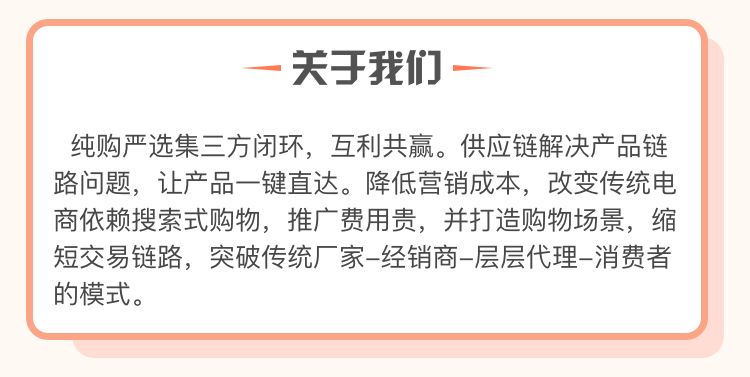 关于我们
纯购严选集三方闭环，互利共赢。供应链解决产品链
路问题，让产品一键直达。降低营销成本，改变传统电
商依赖搜索式购物，推广费用贵，并打造购物场景，缩
短交易链路，突破传统厂家–经销商–层层代理–消费者
的模式。